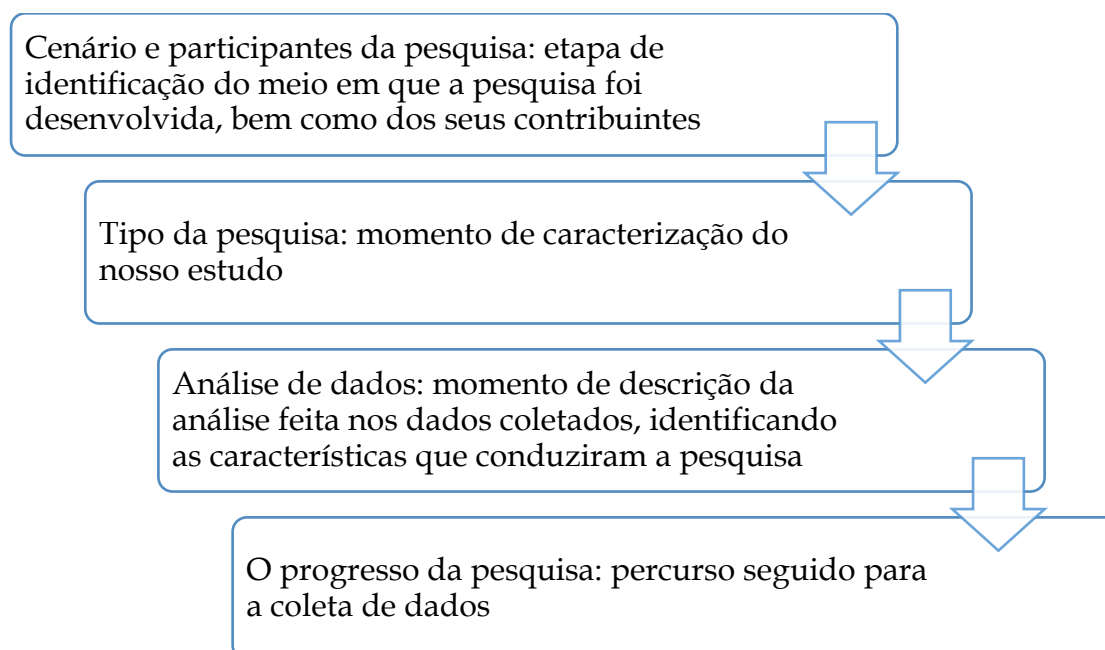 Cenário e participantes da pesquisa: etapa de
identificação do meio em que a pesquisa foi
desenvolvida, bem como dos seus contribuintes
Tipo da pesquisa: momento de caracterização do
nosso estudo
Análise de dados: momento de descrição da
análise feita nos dados coletados, identificando
as características que conduziram a pesquisa
O progresso da pesquisa: percurso seguido para
a coleta de dados